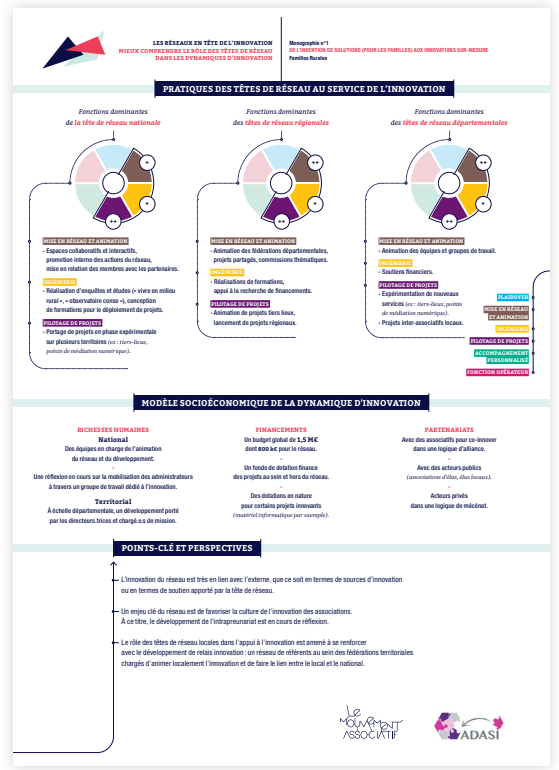 LES RÉSEAUX EN TÊTE DE L'INNOVATION
MIEUX COMPRENDRE LE RÔLE DES TÊTES DE RÉSEAU
DANS LES DYNAMIQUES D'INNOVATION
Monographie n°1
DE L'INVENTION DE SOLUTIONS (POUR LES FAMILLES) AUX INNOVATIONS SUR-MESURE
Familles Rurales
PRATIQUES DES TÊTES DE RÉSEAU AU SERVICE DE L'INNOVATION
Fonctions dominantes
de la tête de réseau nationale
+
+
++
MISE EN RÉSEAU ET ANIMATION
- Espaces collaboratifs et interactifs,
promotion interne des actions du réseau,
mise en relation des membres avec les partenaires.
INGÉNIERIE
- Réalisation d'enquêtes et études (« vivre en milieu
rural », « observatoire conso »), conception
de formations pour le déploiement de projets.
PILOTAGE DE PROJETS
- Portage de projets en phase expérimentale
sur plusieurs territoires (ex : tiers-lieux,
points de médiation numérique).
Fonctions dominantes
des têtes de réseau régionales
++
+
++
MISE EN RÉSEAU ET ANIMATION
- Animation des fédérations départementales,
projets partagés, commissions thématiques.
INGÉNIERIE
- Réalisations de formations,
appui à la recherche de financements.
PILOTAGE DE PROJETS
- Animation de projets tiers lieux,
lancement de projets régionaux.
Fonctions dominantes
des têtes de réseau départementales
++
+
++
MISE EN RÉSEAU ET ANIMATION
- Animation des équipes et groupes de travail.
INGÉNIERIE
- Soutiens financiers.
PILOTAGE DE PROJETS
- Expérimentation de nouveaux
services (ex : tiers-lieux, points
de médiation numérique).
- Projets inter-associatifs locaux.
PLAIDOYER
MISE EN RÉSEAU
ET ANIMATION
INGÉNIERIE
PILOTAGE DE PROJETS
ACCOMPAGNEMENT
PERSONNALISÉ
FONCTION OPÉRATEUR
MODÈLE SOCIOÉCONOMIQUE DE LA DYNAMIQUE D'INNOVATION
RICHESSES HUMAINES
National
Des équipes en charge de l'animation
du réseau et du développement.
–
Une réflexion en cours sur la mobilisation des administrateurs
à travers un groupe de travail dédié à l'innovation.
Territorial
À échelle départementale, un développement porté
par les directeurs.trices et chargé.e.s de mission.
FINANCEMENTS
Un budget global de 1,5 M€
dont 800 k€ pour le réseau.
–
Un fonds de dotation finance
des projets au sein et hors du réseau.
–
Des dotations en nature
pour certains projets innovants
(matériel informatique par exemple).
PARTENARIATS
Avec des associatifs pour co-innover
dans une logique d'alliance.
–
Avec des acteurs publics
(associations d'élus, élus locaux).
–
Acteurs privés
dans une logique de mécénat.
POINTS-CLÉ ET PERSPECTIVES
L'innovation du réseau est très en lien avec l'externe, que ce soit en termes de sources d'innovation
ou en termes de soutien apporté par la tête de réseau.
Un enjeu clé du réseau est de favoriser la culture de l'innovation des associations.
À ce titre, le développement de l'intrapreunariat est en cours de réflexion.
Le rôle des têtes de réseau locales dans l'appui à l'innovation est amené à se renforcer
avec le développement de relais innovation : un réseau de référents au sein des fédérations territoriales
chargés d'animer localement l'innovation et de faire le lien entre le local et le national.
Le
MOUVEMENT
ASSOCIATIF
ADASI